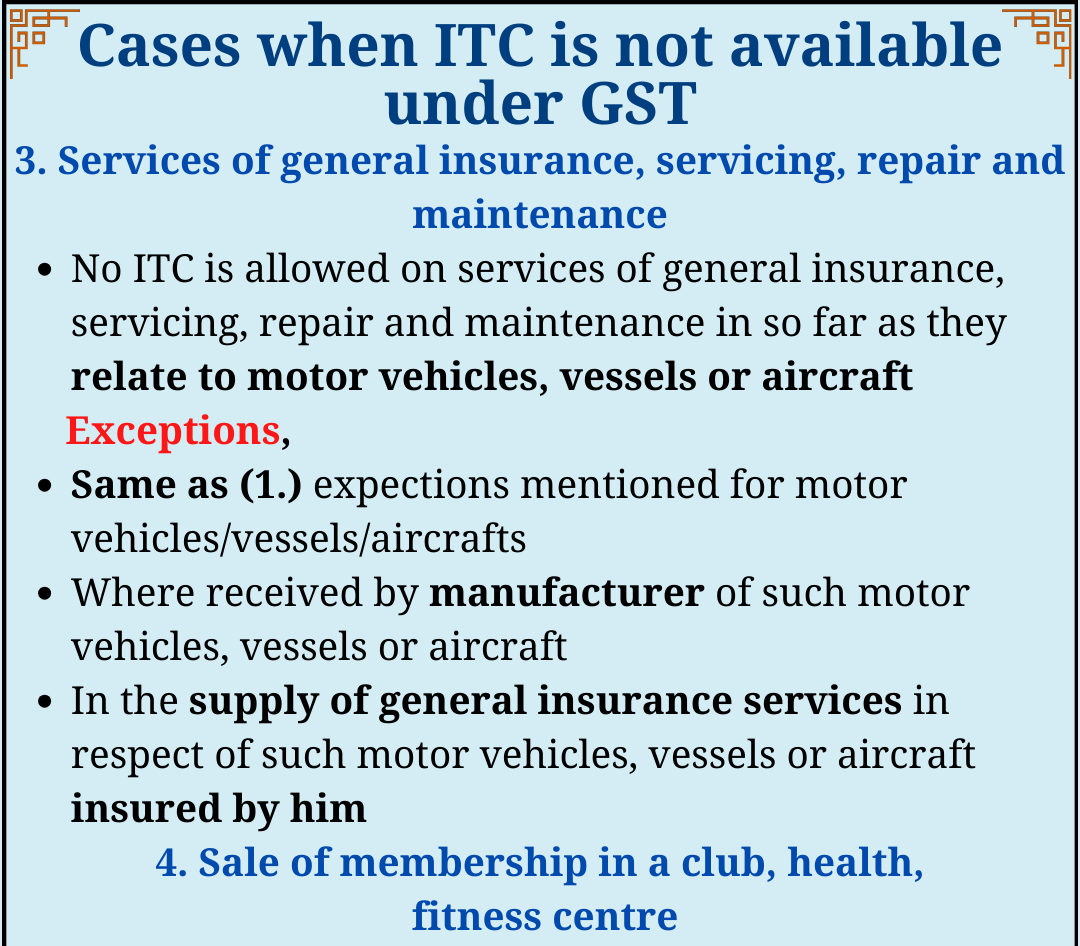 Cases when ITC is not available
under GST
3. Services of general insurance, servicing, repair and
maintenance
• No ITC is allowed on services of general insurance,
servicing, repair and maintenance in so far as they
relate to motor vehicles, vessels or aircraft
Exceptions,
• Same as (1.) expections mentioned for motor
vehicles/vessels/aircrafts
• Where received by manufacturer of such motor
vehicles, vessels or aircraft
• In the supply of general insurance services in
respect of such motor vehicles, vessels or aircraft
insured by him
4. Sale of membership in a club, health,
fitness centre